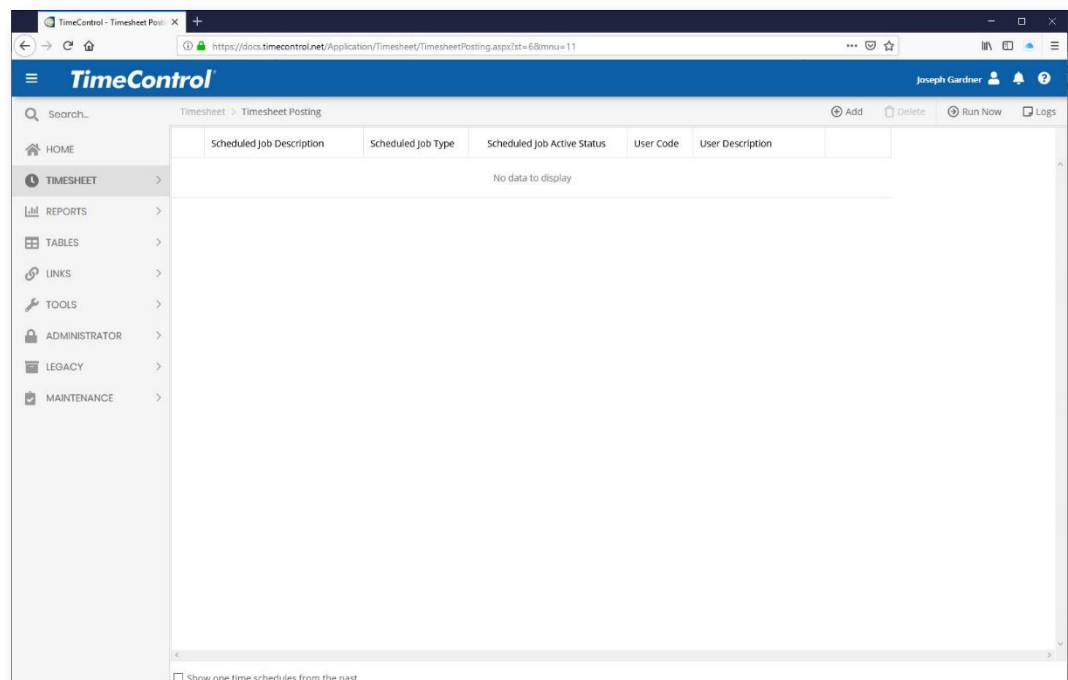 TimeControl - Timesheet Posti
https://docs.timecontrol.net/Application/Timesheet/TimesheetPosting.aspx?st=6&mnu=11
TimeControl
Joseph Gardner
Search...
Timesheet > Timesheet Posting
Add
Delete
Run Now
Logs
Scheduled Job Description Scheduled Job Type Scheduled Job Active Status User Code User Description
No data to display
HOME
TIMESHEET
REPORTS
TABLES
LINKS
TOOLS
ADMINISTRATOR
LEGACY
MAINTENANCE
Show one time schedules from the past